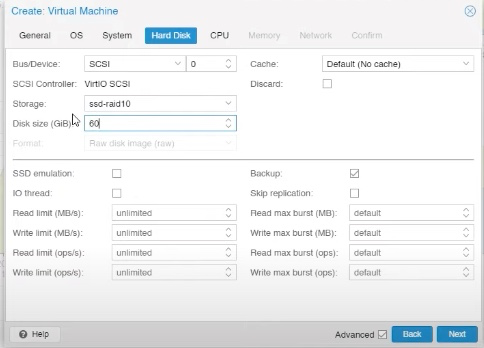 Create: Virtual Machine
General OS System Hard Disk CPU Memory Network Confirm
Bus/Device: SCSI 0 Cache: Default (No cache)
SCSI Controller: VirtIO SCSI Discard:
Storage: ssd-raid10
Disk size (GiB): 60
Format: Raw disk image (raw)
SSD emulation: Backup:
IO thread: Skip replication:
Read limit (MB/s): unlimited Read max burst (MB): default
Write limit (MB/s): unlimited Write max burst (MB): default
Read limit (ops/s): unlimited Read max burst (ops): default
Write limit (ops/s): unlimited Write max burst (ops): default
Help Advanced Back Next